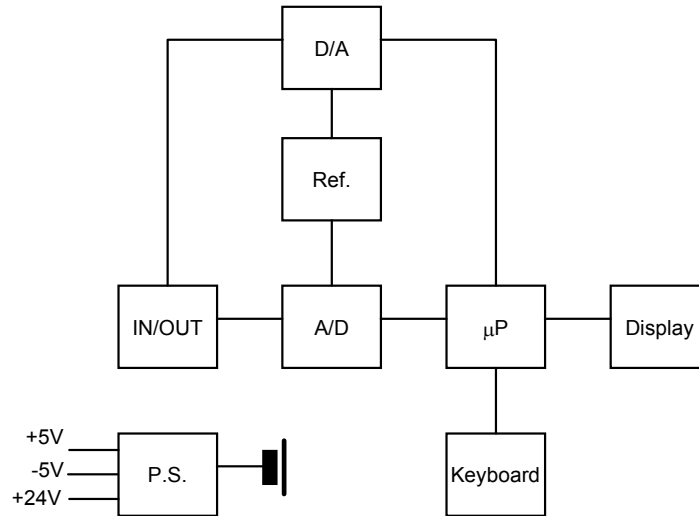 D/A
Ref.
IN/OUT
A/D
μP
Display
+5V
-5V
+24V
P.S.
Keyboard